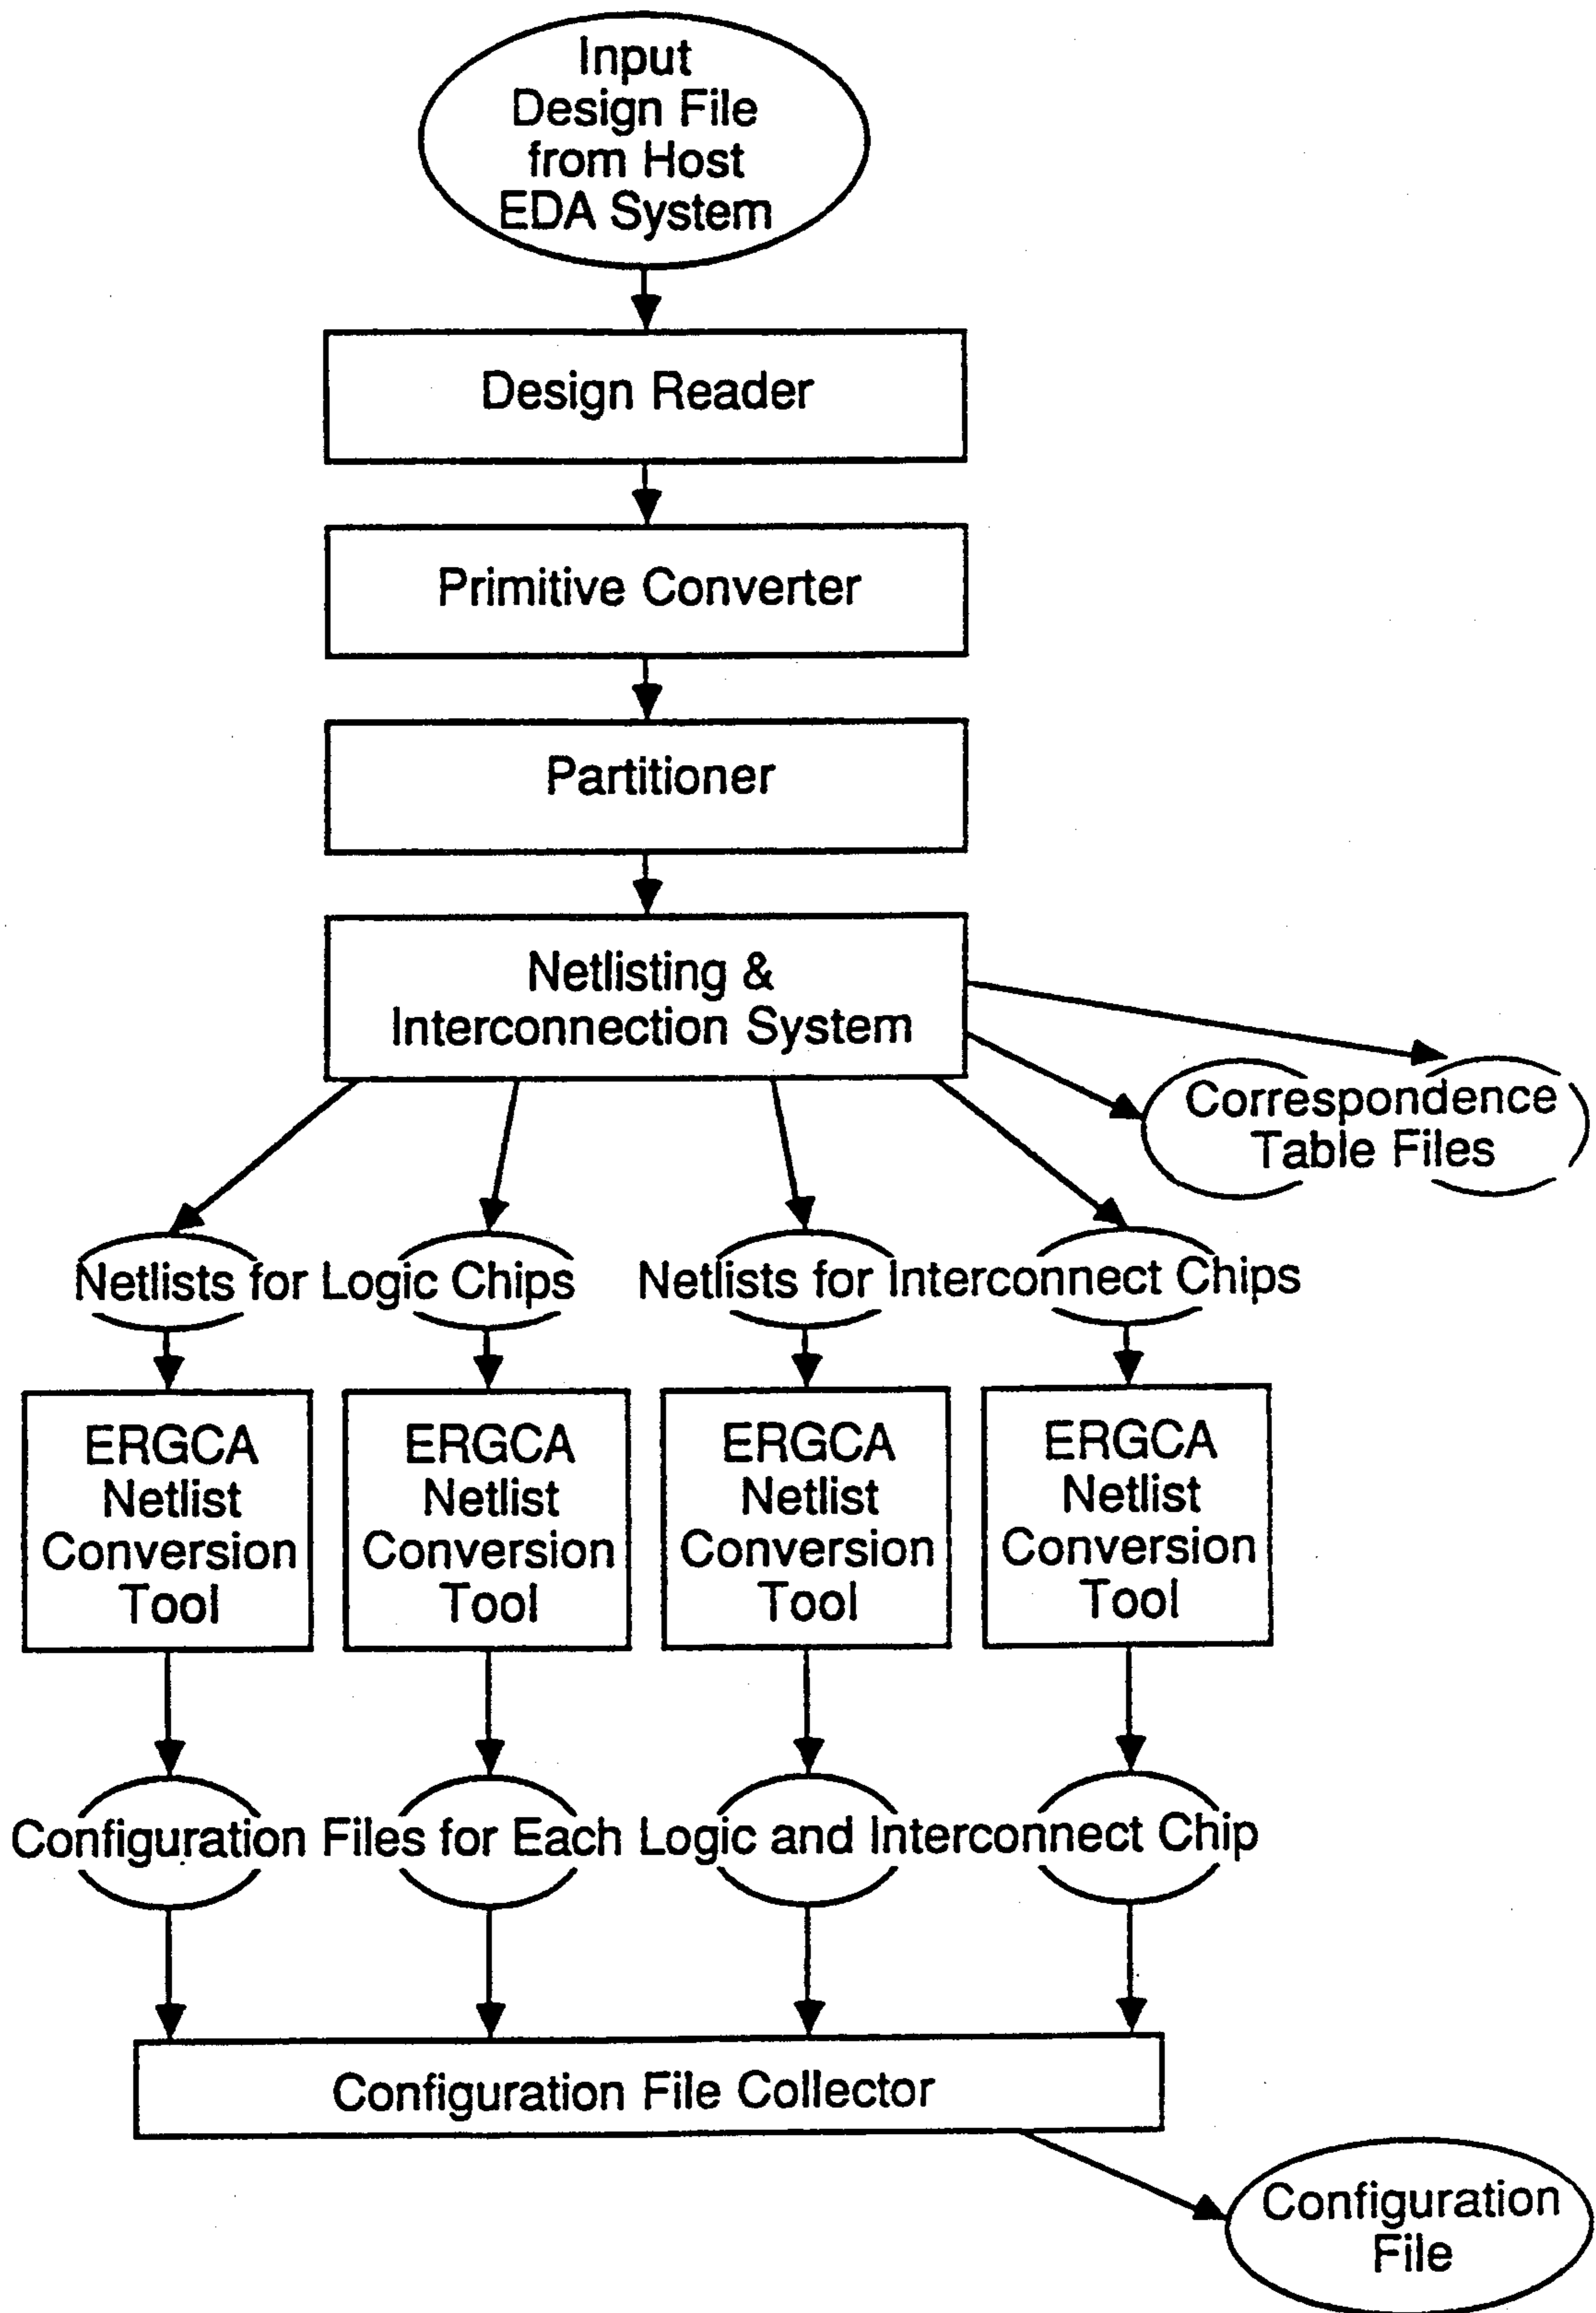 Input
Design File
from Host
EDA System
Design Reader
Primitive Converter
Partitioner
Netlisting &
Interconnection System
Correspondence
Table Files
Netlists for Logic Chips
Netlists for Interconnect Chips
ERGCA
Netlist
Conversion
Tool
ERGCA
Netlist
Conversion
Tool
ERGCA
Netlist
Conversion
Tool
ERGCA
Netlist
Conversion
Tool
Configuration Files for Each Logic and Interconnect Chip
Configuration File Collector
Configuration
File